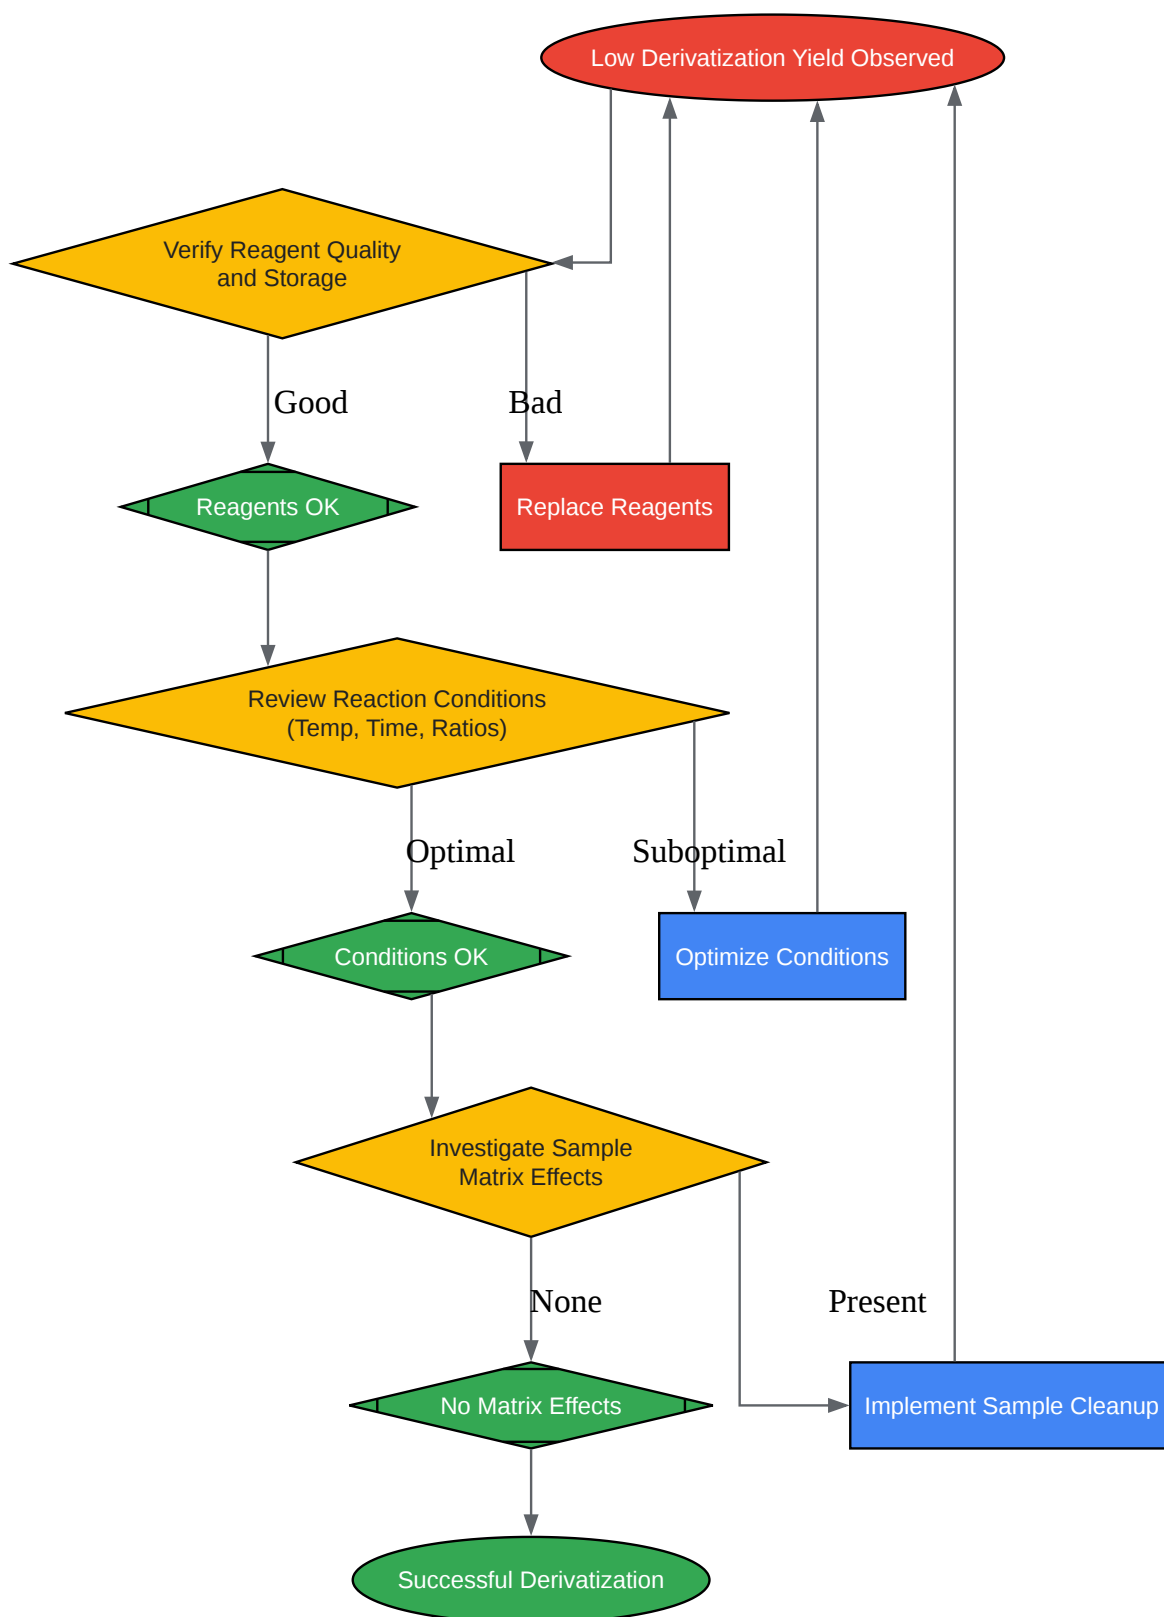 Low Derivatization Yield Observed
Verify Reagent Quality
and Storage
Good
Bad
Reagents OK
Replace Reagents
Review Reaction Conditions
(Temp, Time, Ratios)
Optimal
Suboptimal
Conditions OK
Optimize Conditions
Investigate Sample
Matrix Effects
None
Present
No Matrix Effects
Implement Sample Cleanup
Successful Derivatization